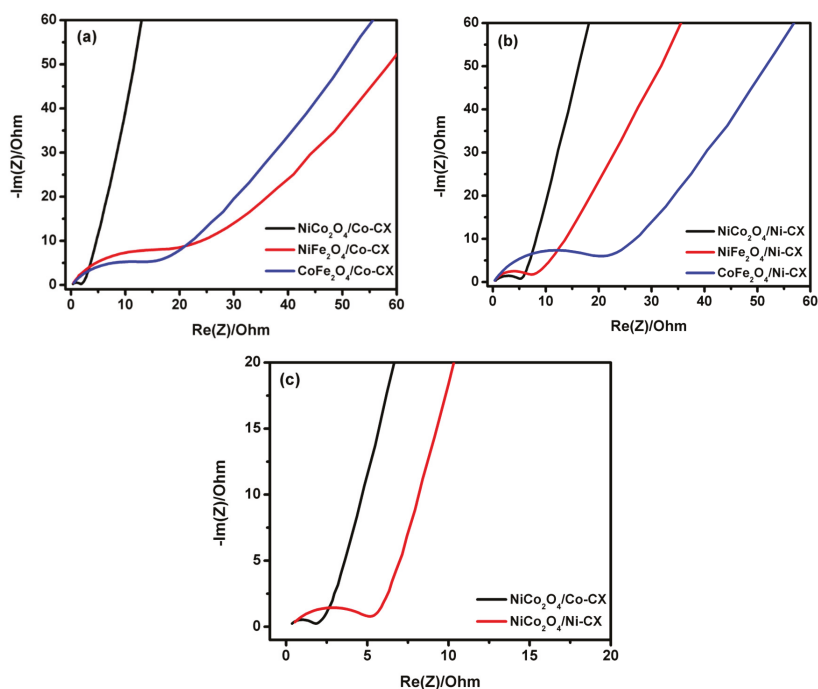 (a)
-Im(Z)/Ohm
60
50
40
30
20
10
0
0 10 20 30 40 50 60
Re(Z)/Ohm
NiCo₂O₄/Co-CX
NiFe₂O₄/Co-CX
CoFe₂O₄/Co-CX
(b)
-Im(Z)/Ohm
60
50
40
30
20
10
0
0 10 20 30 40 50 60
Re(Z)/Ohm
NiCo₂O₄/Ni-CX
NiFe₂O₄/Ni-CX
CoFe₂O₄/Ni-CX
(c)
-Im(Z)/Ohm
20
15
10
5
0
0 5 10 15 20
Re(Z)/Ohm
NiCo₂O₄/Co-CX
NiCo₂O₄/Ni-CX